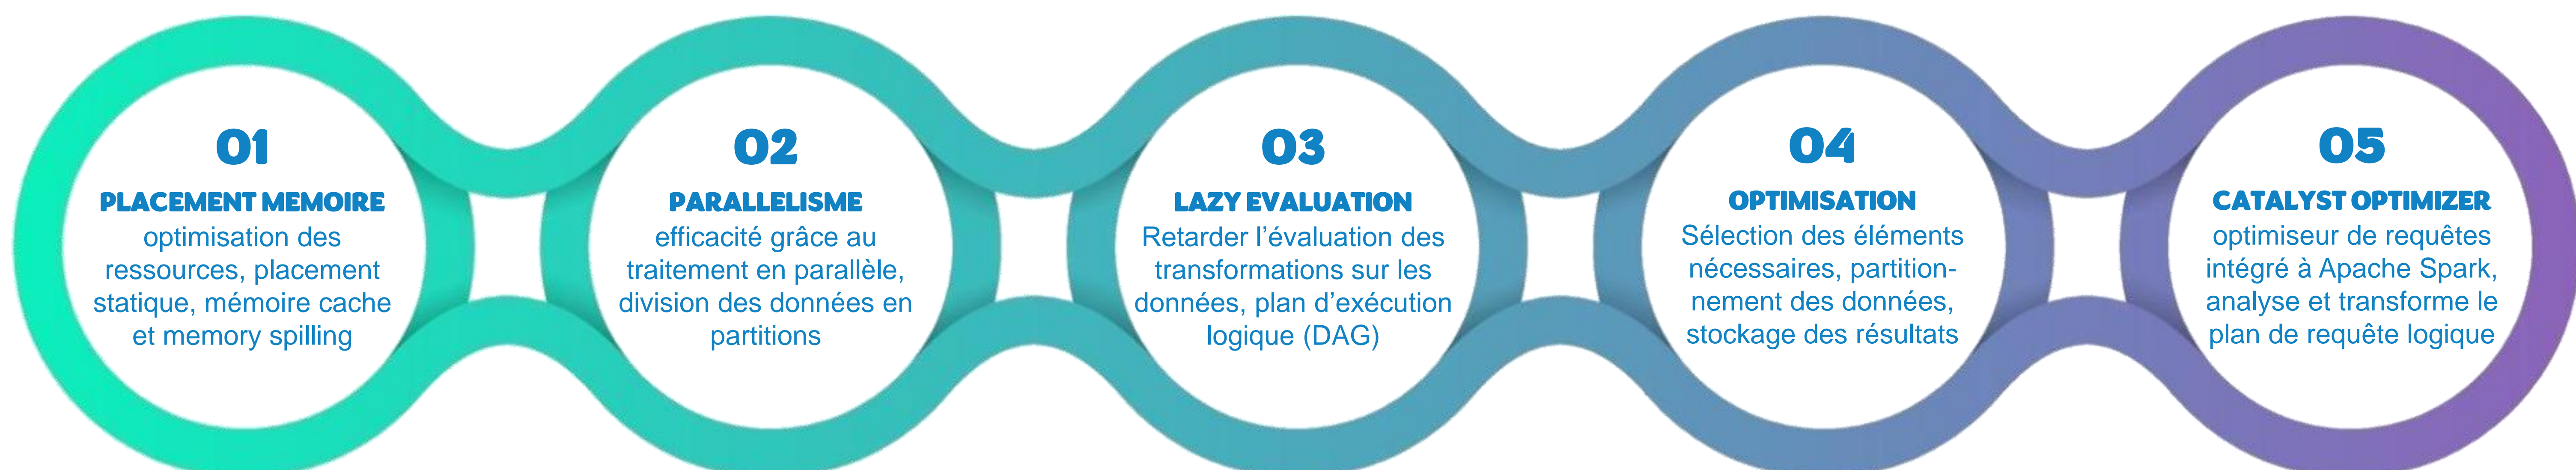 01
PLACEMENT MEMOIRE
optimisation des
ressources, placement
statique, mémoire cache
et memory spilling
02
PARALLELISME
efficacité grâce au
traitement en parallèle,
division des données en
partitions
03
LAZY EVALUATION
Retarder l’évaluation des
transformations sur les
données, plan d’exécution
logique (DAG)
04
OPTIMISATION
Sélection des éléments
nécessaires, partition-
nement des données,
stockage des résultats
05
CATALYST OPTIMIZER
optimiseur de requêtes
intégré à Apache Spark,
analyse et transforme le
plan de requête logique